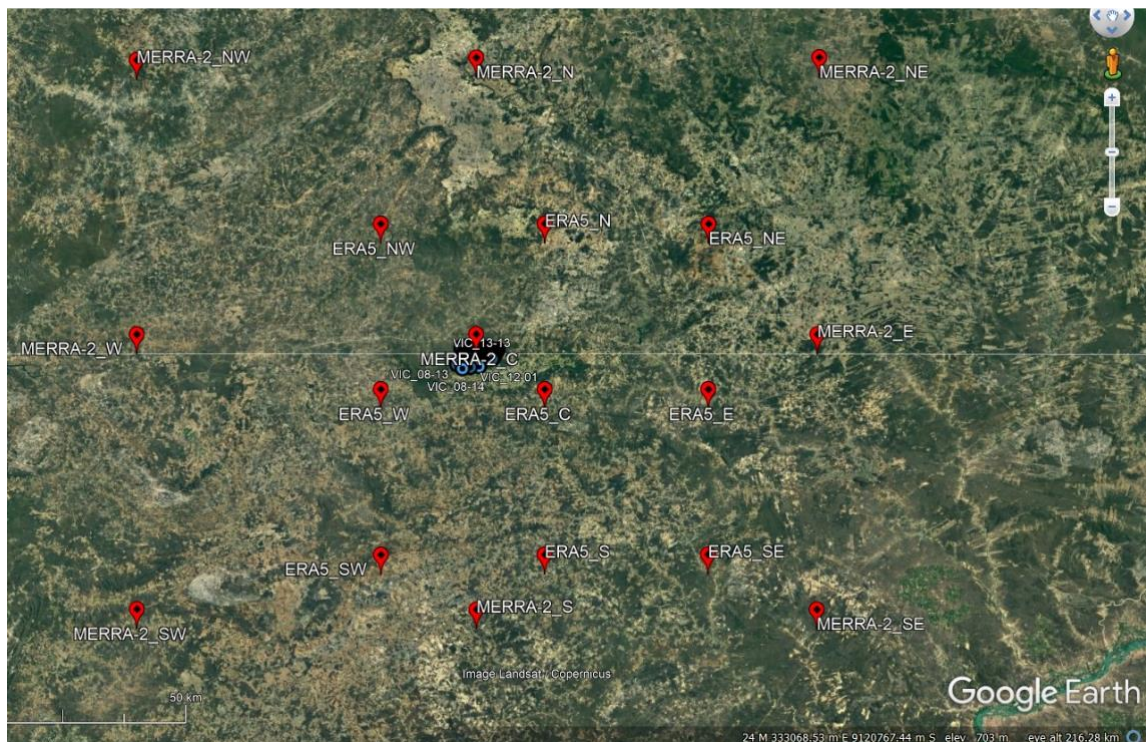 MERRA-2_NW
MERRA-2_N
MERRA-2_NE
ERA5_N
ERA5_NW
ERA5_NE
MERRA-2_E
VIC_13-13
MERRA-2_W
MERRA-2_C
VIC_08-13
VIC_12-01
VIC_08-14
ERA5_W
ERA5_C
ERA5_E
ERA5_S
ERA5_SE
ERA5_SW
MERRA-2_S
MERRA-2_SE
MERRA-2_SW
Image Landsat / Copernicus
50 km
Google Earth
24 M 333068.53 m E 9120767.44 m S elev 703 m eye alt 216.28 km